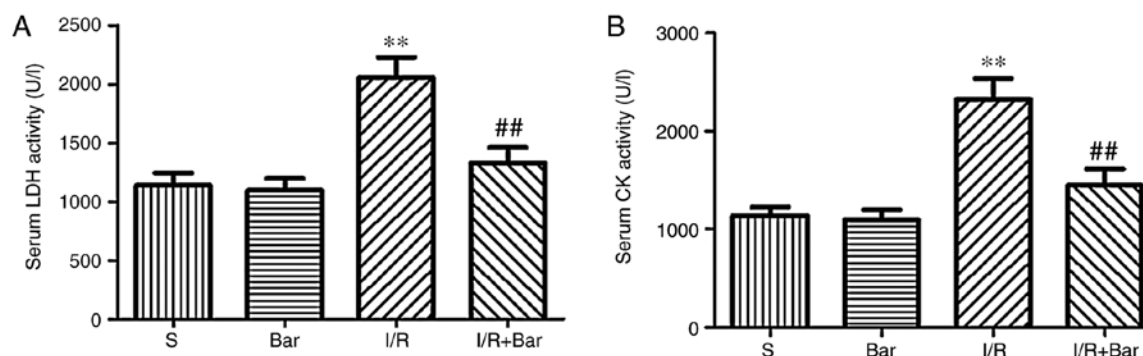 A
Serum LDH activity (U/l)
2500
2000
1500
1000
500
0
**
##
S Bar I/R I/R+Bar
B
Serum CK activity (U/l)
3000
2000
1000
0
**
##
S Bar I/R I/R+Bar